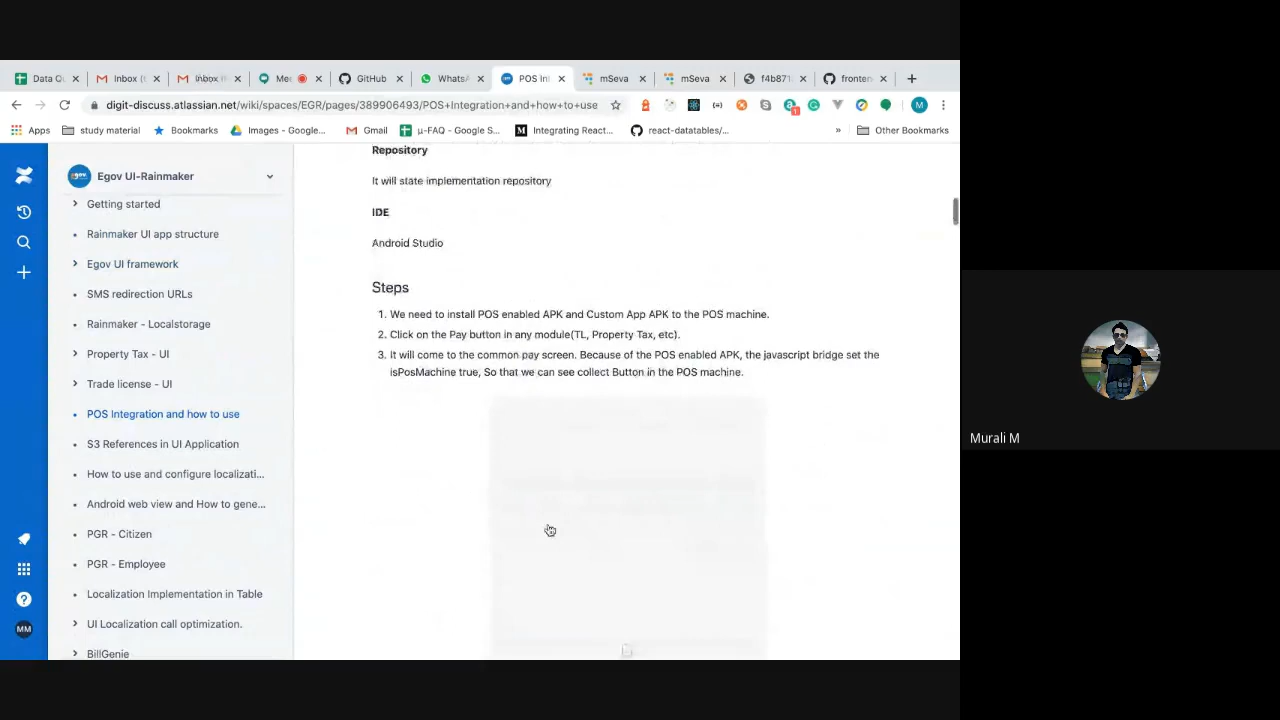 Data Q
Inbox (
Inbox
Mee
GitHub
WhatsA
POS In
mSeva
mSeva
f4b871
fronten
digit-discuss.atlassian.net/wiki/spaces/EGR/pages/389906493/POS+Integration+and+how+to+use
M
Apps
study material
Bookmarks
Images - Google...
Gmail
µ-FAQ - Google S...
Integrating React...
react-datatables/...
»
Other Bookmarks
Egov UI-Rainmaker
Getting started
Rainmaker UI app structure
Egov UI framework
SMS redirection URLs
Rainmaker - Localstorage
Property Tax - UI
Trade license - UI
POS Integration and how to use
S3 References in UI Application
How to use and configure localizati...
Android web view and How to gene...
PGR - Citizen
PGR - Employee
Localization Implementation in Table
UI Localization call optimization.
BillGenie
MM
Repository
It will state implementation repository
IDE
Android Studio
Steps
1. We need to install POS enabled APK and Custom App APK to the POS machine.
2. Click on the Pay button in any module(TL, Property Tax, etc).
3. It will come to the common pay screen. Because of the POS enabled APK, the javascript bridge set the
isPosMachine true, So that we can see collect Button in the POS machine.
Murali M